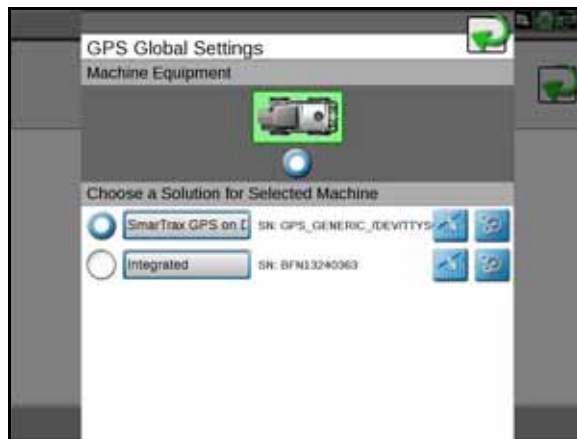 GPS Global Settings
Machine Equipment
Choose a Solution for Selected Machine
SmarTrax GPS on D SN: GPS_GENERIC_/DEV/TTYS
Integrated SN: BFN13240363